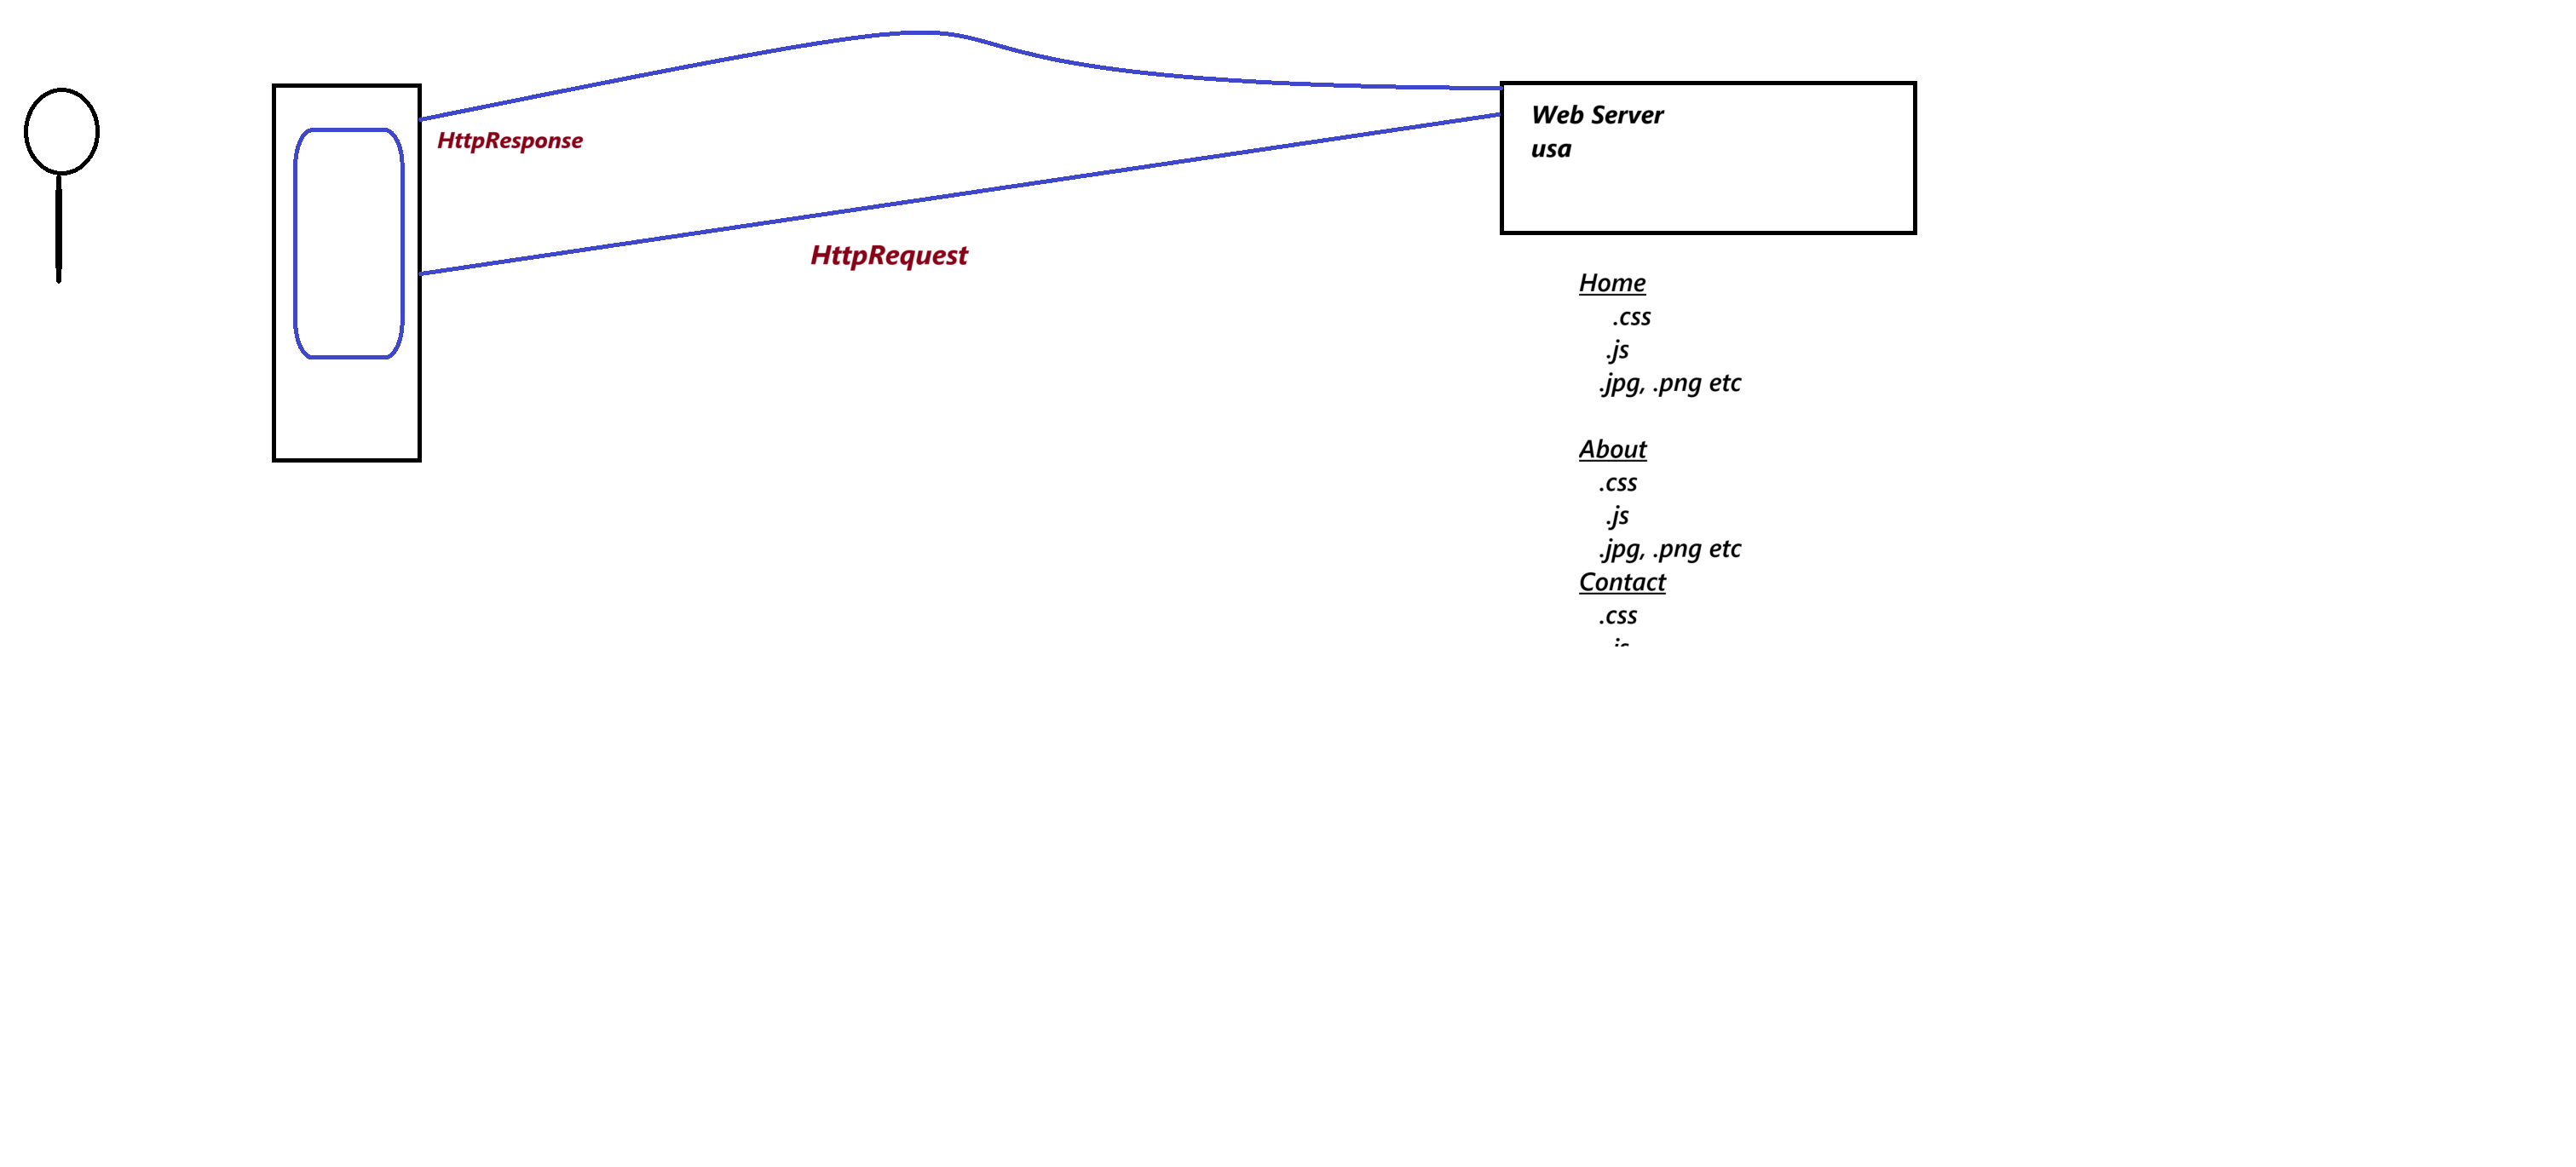 HttpResponse
HttpRequest
Web Server
usa
Home
.css
.js
.jpg, .png etc
About
.css
.js
.jpg, .png etc
Contact
.css